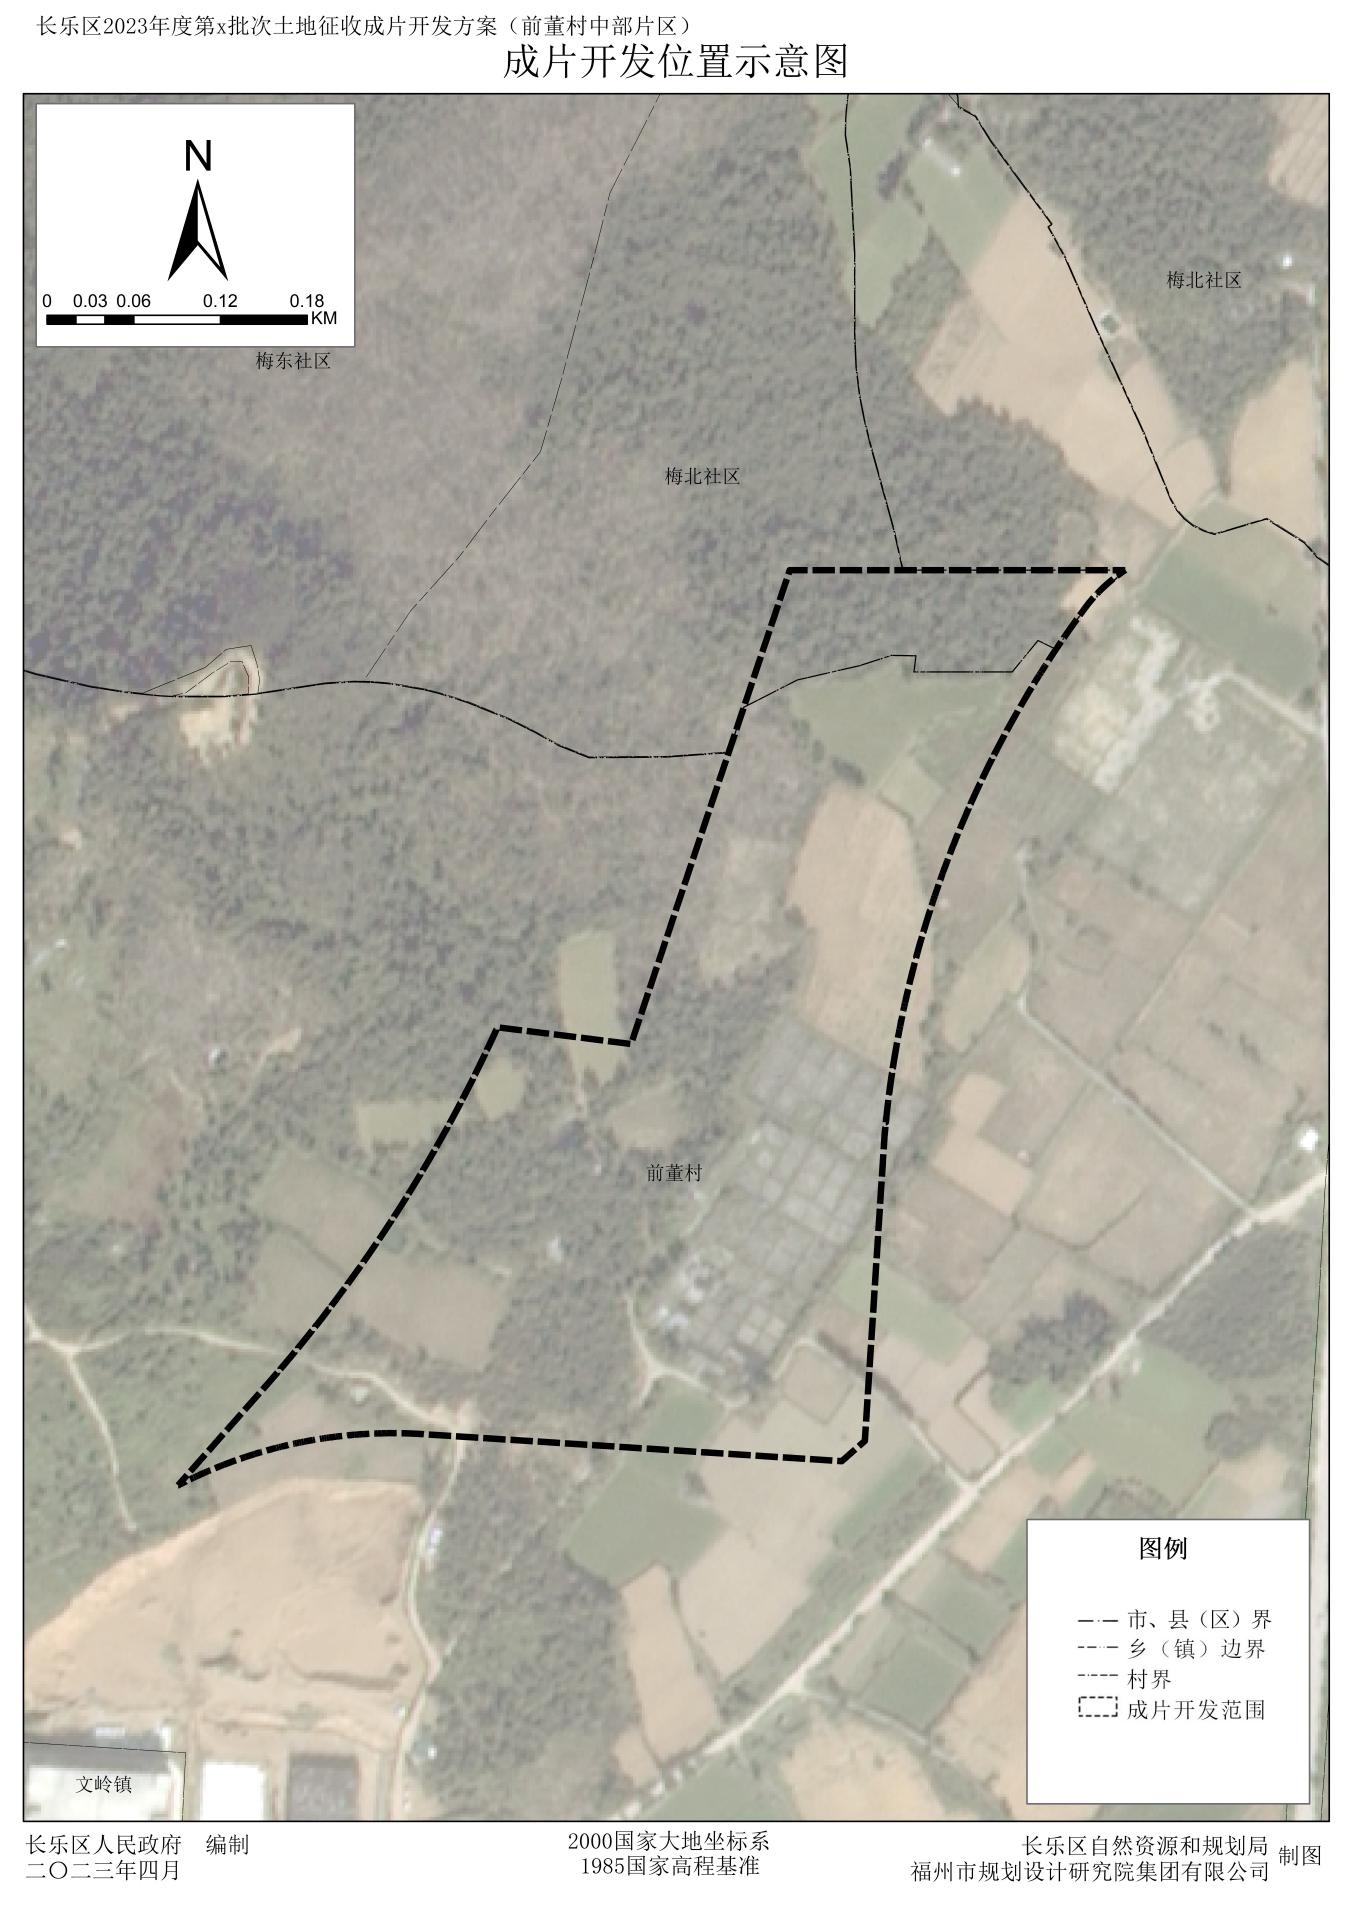 长乐区2023年度第x批次土地征收成片开发方案（前董村中部片区）
成片开发位置示意图
N
0 0.03 0.06 0.12 0.18
KM
梅东社区
梅北社区
梅北社区
前董村
文岭镇
图例
市、县（区）界
乡（镇）边界
村界
成片开发范围
长乐区人民政府 编制
二〇二三年四月
2000国家大地坐标系
1985国家高程基准
长乐区自然资源和规划局
福州市规划设计研究院集团有限公司
制图